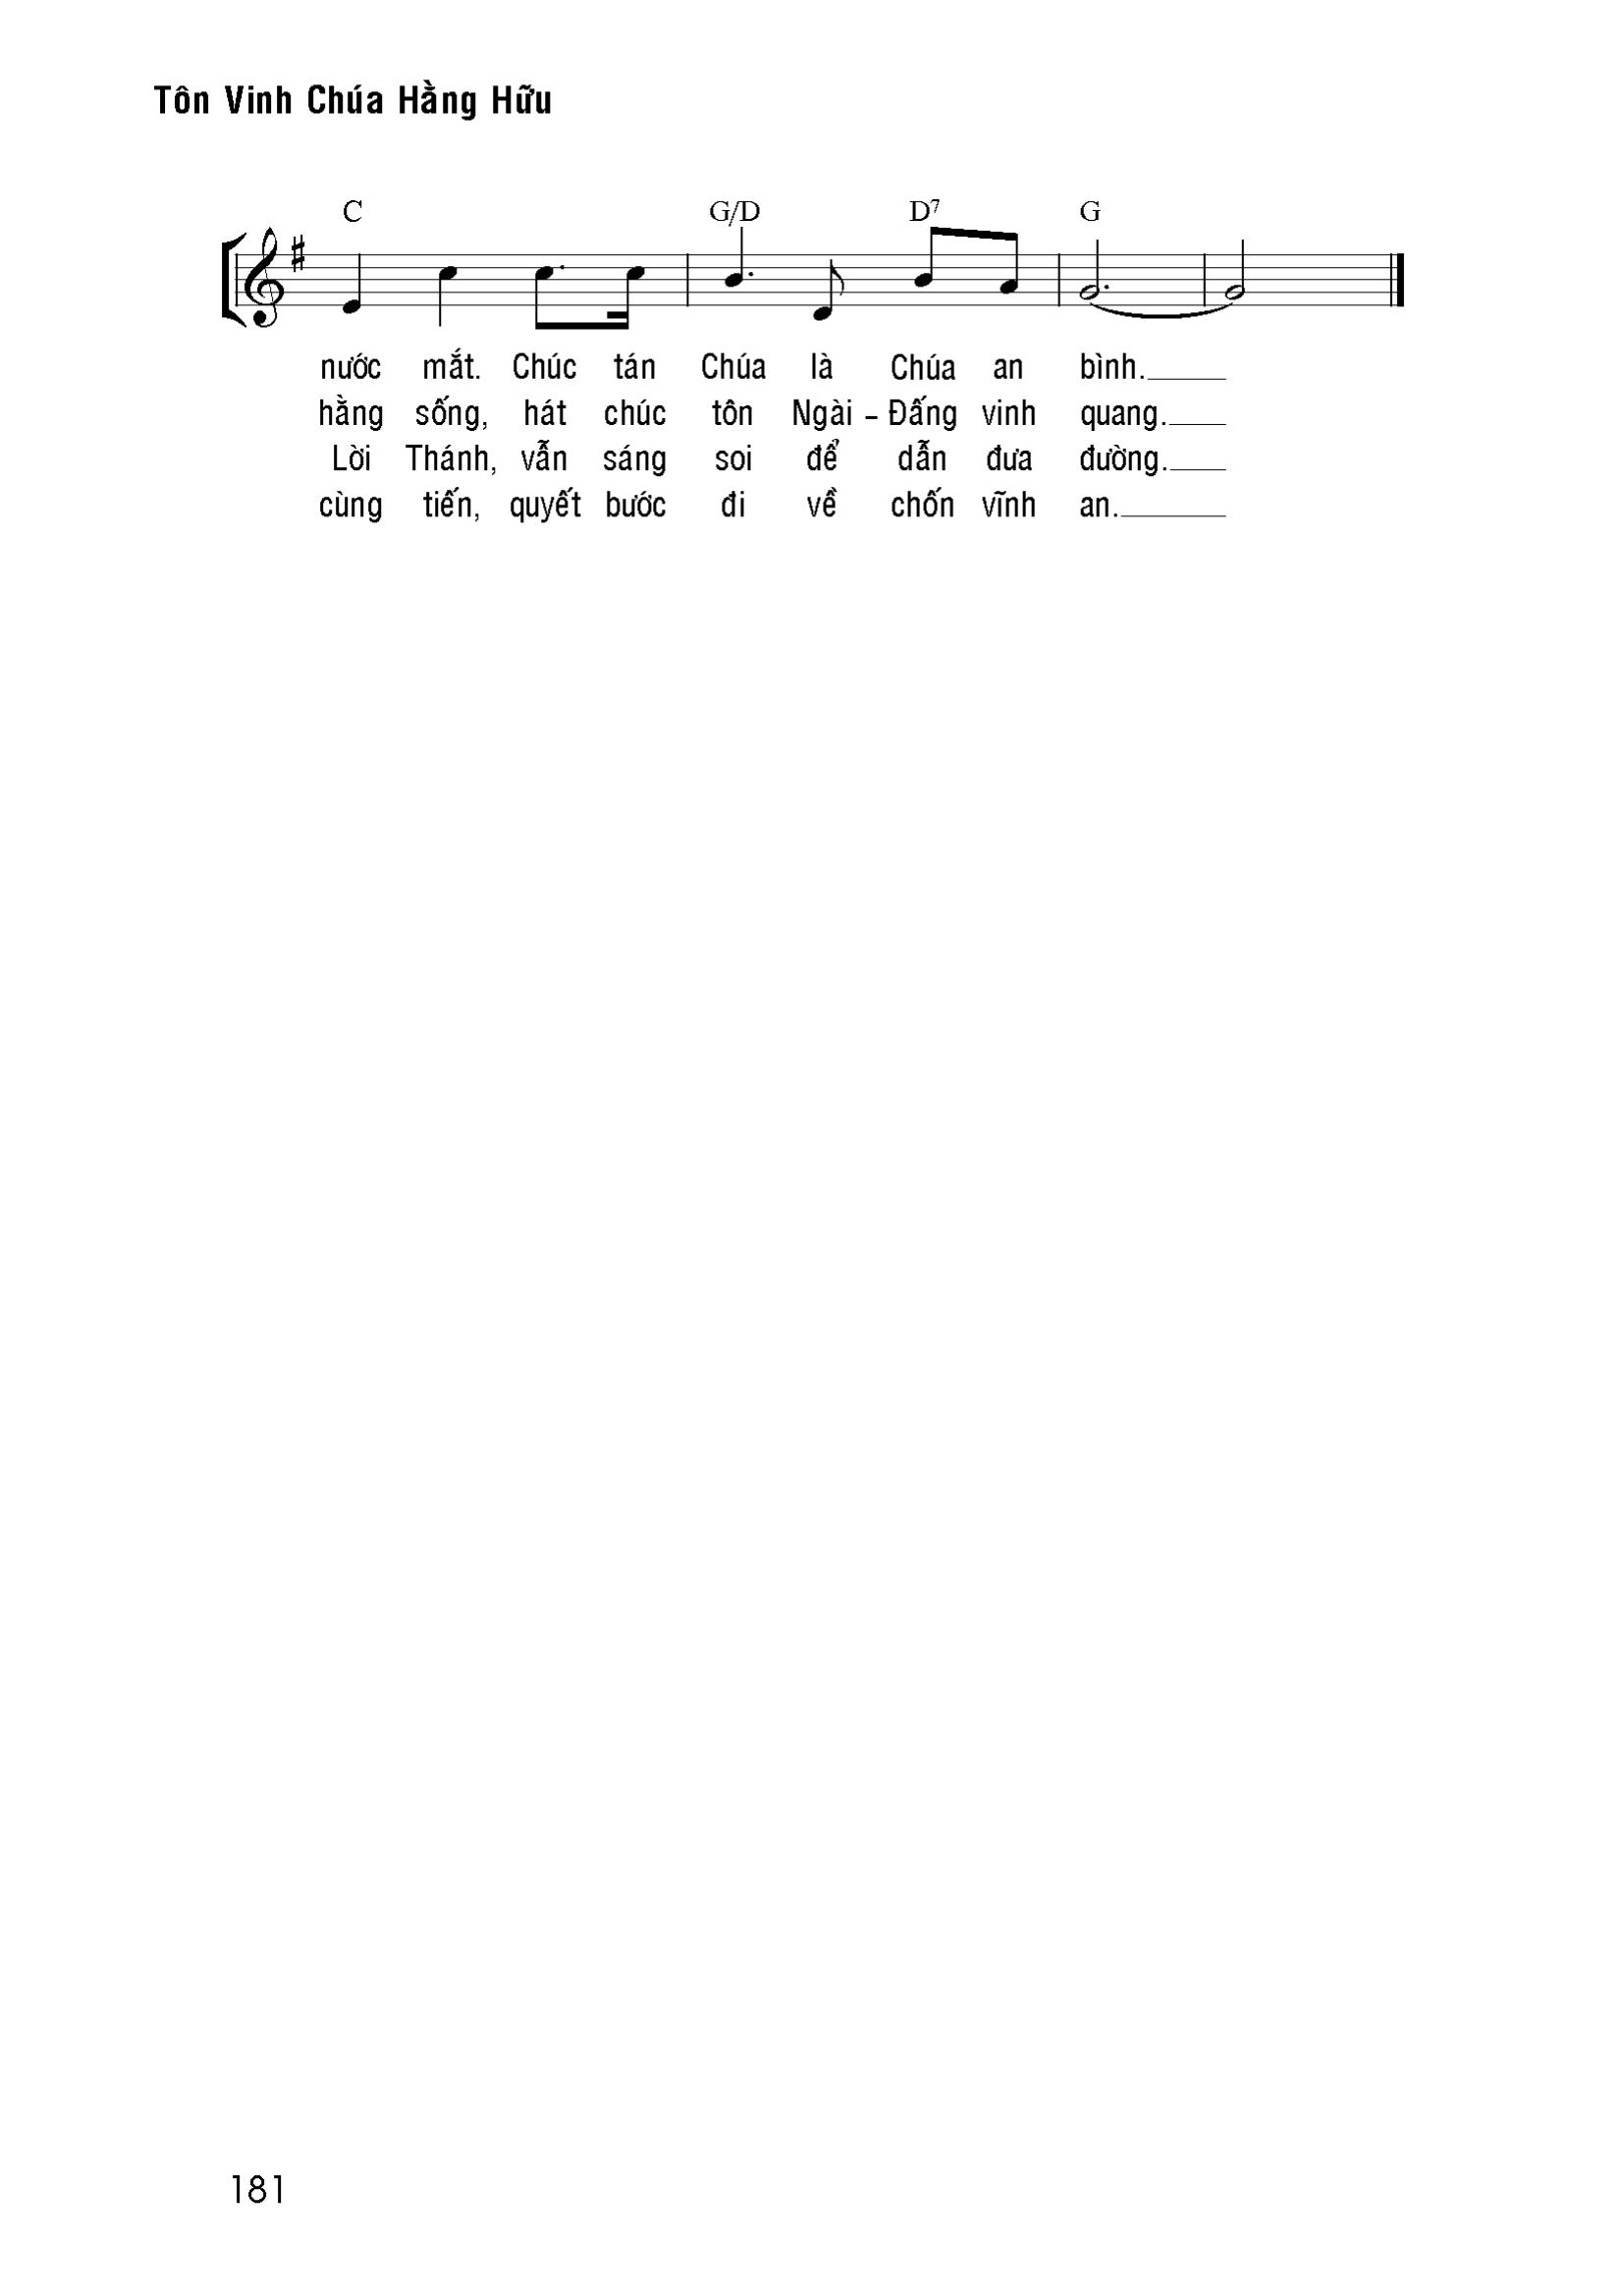 Tôn Vinh Chúa Hằng Hữu
C G/D D7 G
nước mắt. Chúc tán Chúa là Chúa an bình.
hằng sống, hát chúc tôn Ngài – Đấng vinh quang.
Lời Thánh, vẫn sáng soi để dẫn đưa đường.
cùng tiến, quyết bước đi về chốn vĩnh an.
181